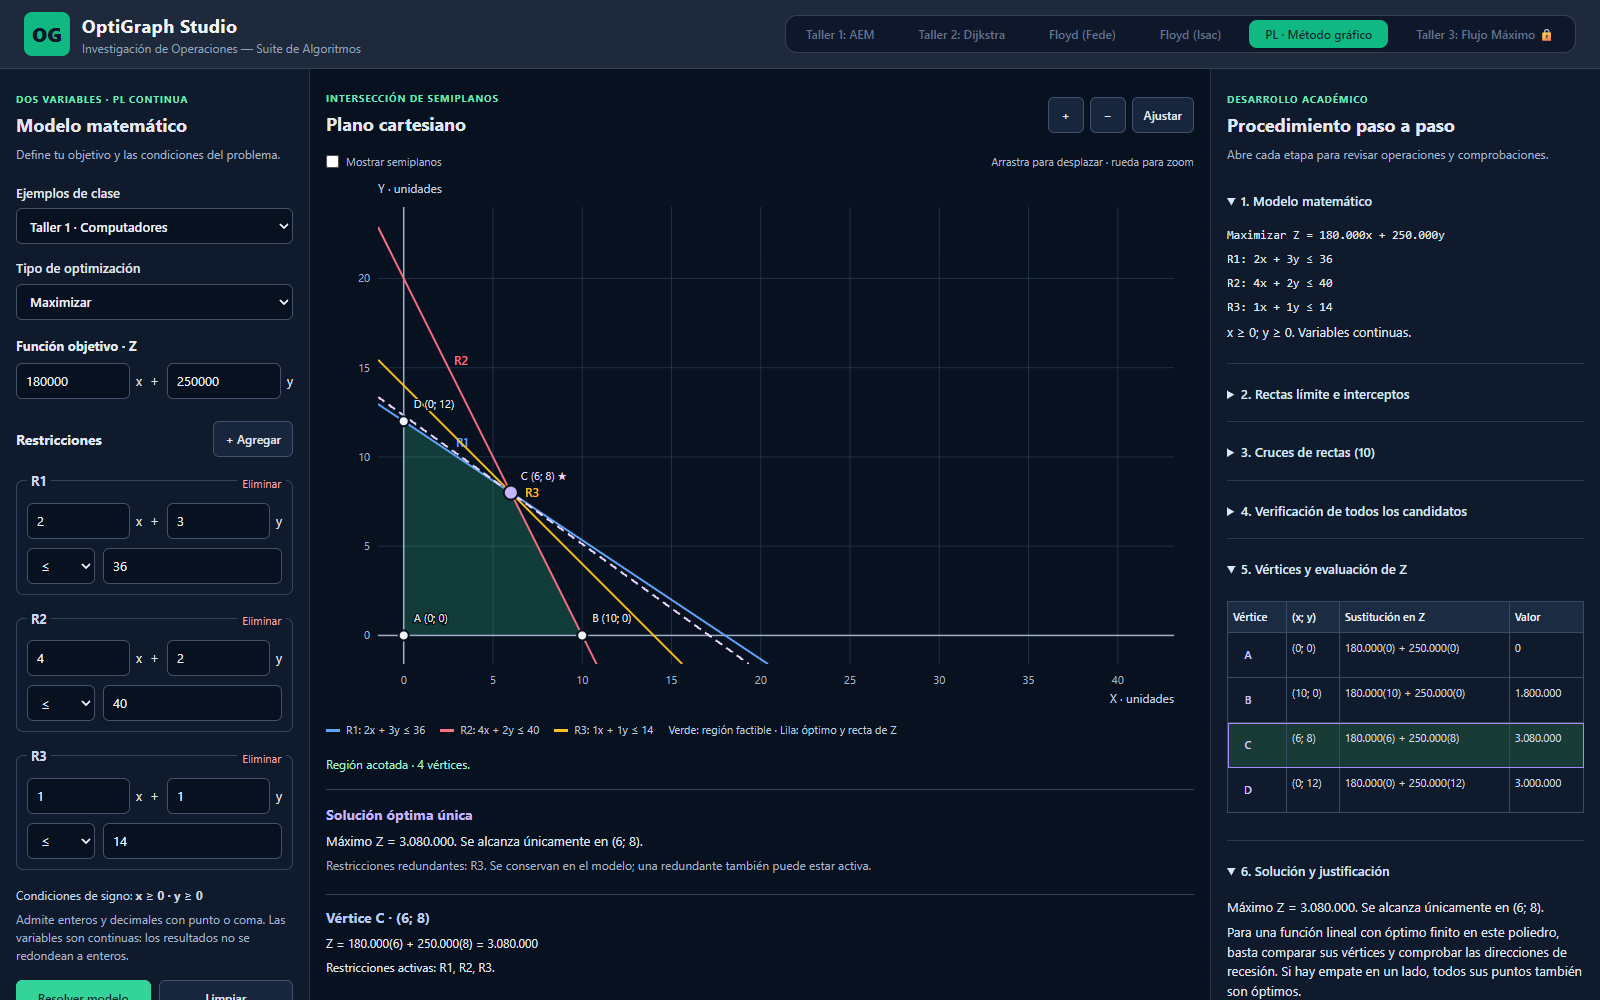 OG
OptiGraph Studio
Investigación de Operaciones — Suite de Algoritmos
Taller 1: AEM
Taller 2: Dijkstra
Floyd (Fede)
Floyd (Isac)
PL · Método gráfico
Taller 3: Flujo Máximo 🔒
DOS VARIABLES · PL CONTINUA
Modelo matemático
Define tu objetivo y las condiciones del problema.
Ejemplos de clase
Taller 1 · Computadores
Tipo de optimización
Maximizar
Función objetivo · Z
180000 x + 250000 y
Restricciones
+ Agregar
R1
Eliminar
2 x + 3 y
≤ 36
R2
Eliminar
4 x + 2 y
≤ 40
R3
Eliminar
1 x + 1 y
≤ 14
Condiciones de signo: x ≥ 0 · y ≥ 0
Admite enteros y decimales con punto o coma. Las
variables son continuas: los resultados no se
redondean a enteros.
Resolver modelo
Limpiar
INTERSECCIÓN DE SEMIPLANOS
Plano cartesiano
+
−
Ajustar
Mostrar semiplanos
Arrastra para desplazar · rueda para zoom
Y · unidades
20
15
10
5
0
R2
D (0; 12)
R1
C (6; 8) ★
R3
A (0; 0)
B (10; 0)
0 5 10 15 20 25 30 35 40
X · unidades
R1: 2x + 3y ≤ 36
R2: 4x + 2y ≤ 40
R3: 1x + 1y ≤ 14
Verde: región factible · Lila: óptimo y recta de Z
Región acotada · 4 vértices.
Solución óptima única
Máximo Z = 3.080.000. Se alcanza únicamente en (6; 8).
Restricciones redundantes: R3. Se conservan en el modelo; una redundante también puede estar activa.
Vértice C · (6; 8)
Z = 180.000(6) + 250.000(8) = 3.080.000
Restricciones activas: R1, R2, R3.
DESARROLLO ACADÉMICO
Procedimiento paso a paso
Abre cada etapa para revisar operaciones y comprobaciones.
▼ 1. Modelo matemático
Maximizar Z = 180.000x + 250.000y
R1: 2x + 3y ≤ 36
R2: 4x + 2y ≤ 40
R3: 1x + 1y ≤ 14
x ≥ 0; y ≥ 0. Variables continuas.
▶ 2. Rectas límite e interceptos
▶ 3. Cruces de rectas (10)
▶ 4. Verificación de todos los candidatos
▼ 5. Vértices y evaluación de Z
Vértice (x; y) Sustitución en Z Valor
A (0; 0) 180.000(0) + 250.000(0) 0
B (10; 0) 180.000(10) + 250.000(0) 1.800.000
C (6; 8) 180.000(6) + 250.000(8) 3.080.000
D (0; 12) 180.000(0) + 250.000(12) 3.000.000
▼ 6. Solución y justificación
Máximo Z = 3.080.000. Se alcanza únicamente en (6; 8).
Para una función lineal con óptimo finito en este poliedro,
basta comparar sus vértices y comprobar las direcciones de
recesión. Si hay empate en un lado, todos sus puntos también
son óptimos.